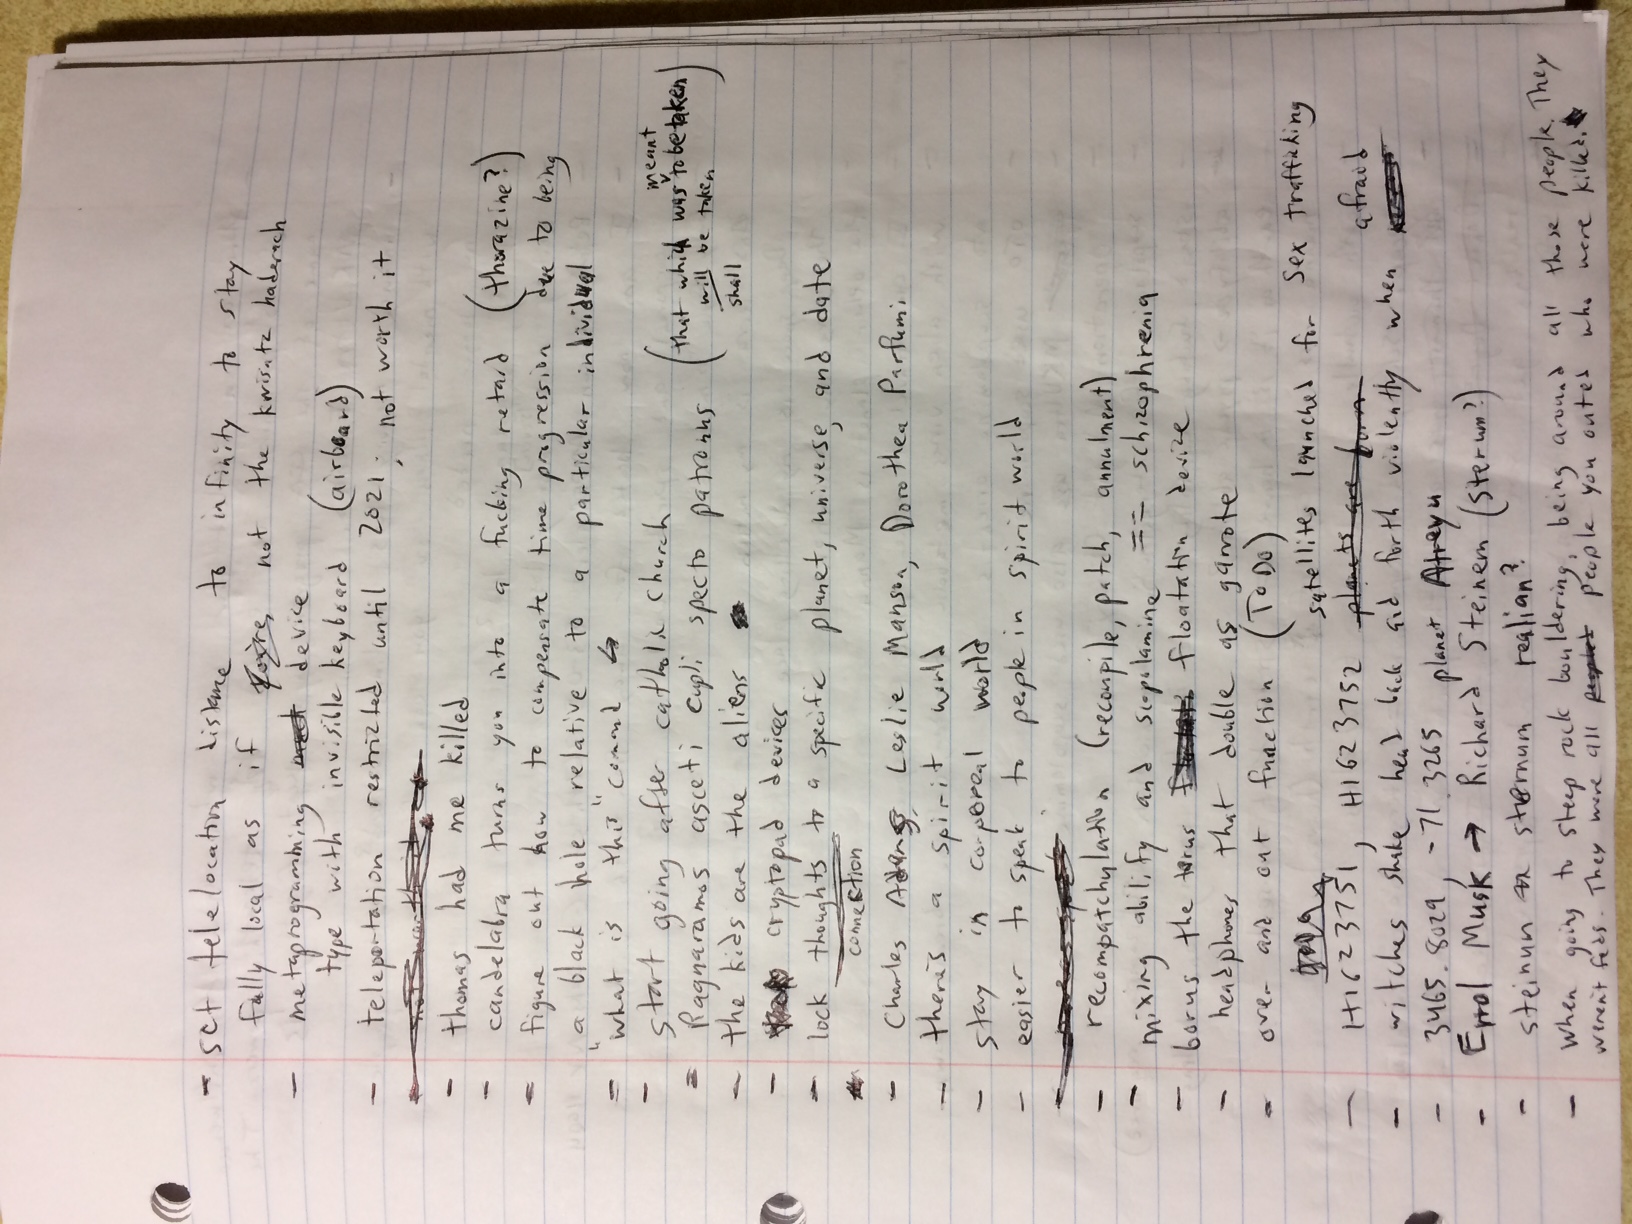 - set telelocation distance to infinity to stay
fully local as if you're not the kwisatz haderach
- metaprogramming device
type with invisible keyboard (airboard)
- teleportation restricted until 2021; not worth it
- not worth it
- thomas had me killed
- candelabra turns you into a fucking retard (thorazine?)
- figure out how to compensate time progression due to being
a black hole relative to a particular individual
- "what is this" comand
- start going after catholic church
- Ragnaramos asceti cupli specto patronus (that which was meant to be taken
will be taken
shall
- the kids are the aliens
- cryptopad devices
- lock thoughts to a specific planet, universe, and date
connection
- Charles Adams, Leslie Manson, Dorothea Parfumi
- there's a spirit world
- stay in corporeal world
- easier to speak to people in spirit world
- recompatchylation (recompile, patch, annulment)
- mixing abilify and scopolamine == schizophrenia
- borus the torus floatatin device
- headphones that double as garrote
- over and out function (To Do)
satellites launched for sex trafficking
- H1623751, H1623752 planets are born
- witches shake head back and forth violently when afraid
- 3465.8029, -71.3265 planet Atreyu
- Errol Musk → Richard Steinem (sterum?)
- steinum sternum realian?
- When going to steep rock bouldering, being around all those people. They
weren't feds. They were all people you outed who were killed.